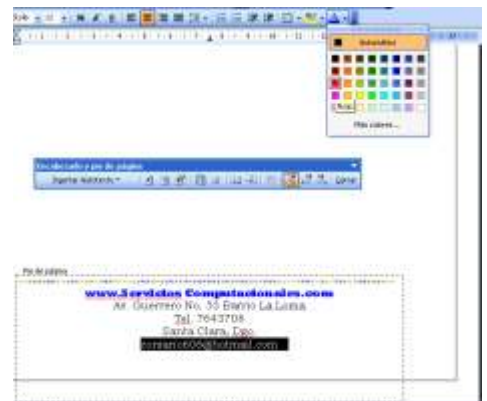 Automático
Más colores...
Encabezado y pie de página
Insertar Autotexto
Cerrar
Pie de página
www.Servicios Computacionales.com
Av. Guerrero No. 55 Barrio La Loma
Tel. 7643708
Santa Clara, Dgo.